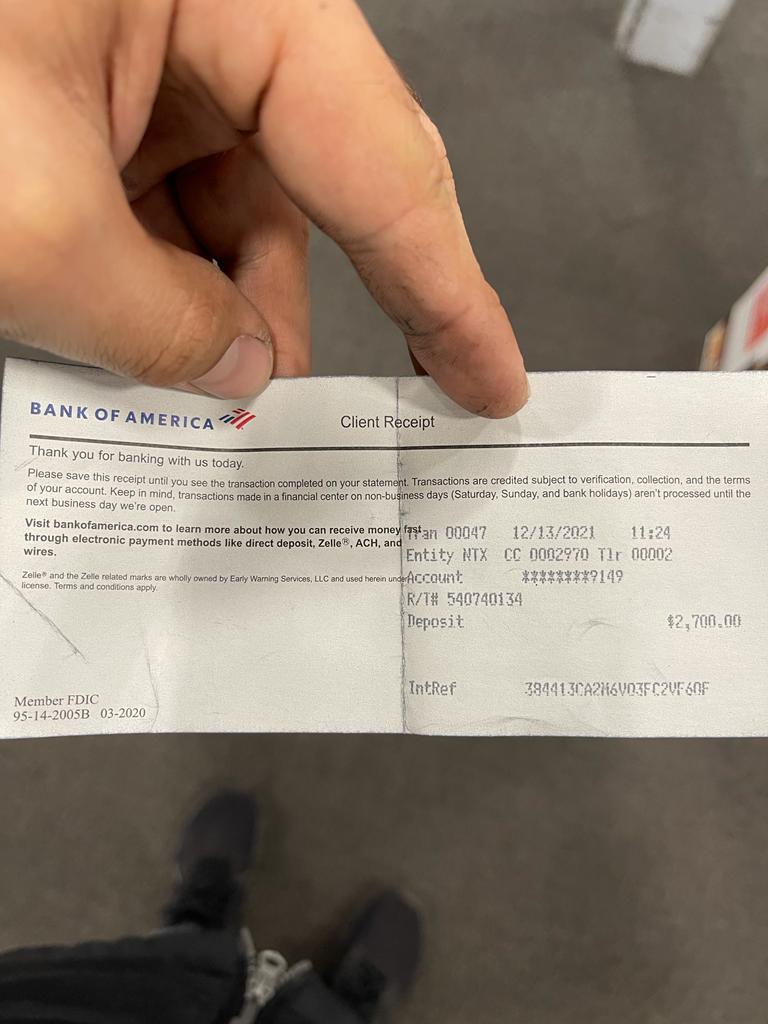 BANK OF AMERICA
Client Receipt
Thank you for banking with us today.
Please save this receipt until you see the transaction completed on your statement. Transactions are credited subject to verification, collection, and the terms
of your account. Keep in mind, transactions made in a financial center on non-business days (Saturday, Sunday, and bank holidays) aren't processed until the
next business day we're open.
Visit bankofamerica.com to learn more about how you can receive money fast
through electronic payment methods like direct deposit, Zelle®, ACH, and
wires.
Zelle® and the Zelle related marks are wholly owned by Early Warning Services, LLC and used herein under
license. Terms and conditions apply.
Tran 00047 12/13/2021 11:24
Entity NTX CC 0002970 Tlr 00002
Account ********9149
R/T# 540740134
Deposit $2,700.00
IntRef
Member FDIC
95-14-2005B 03-2020